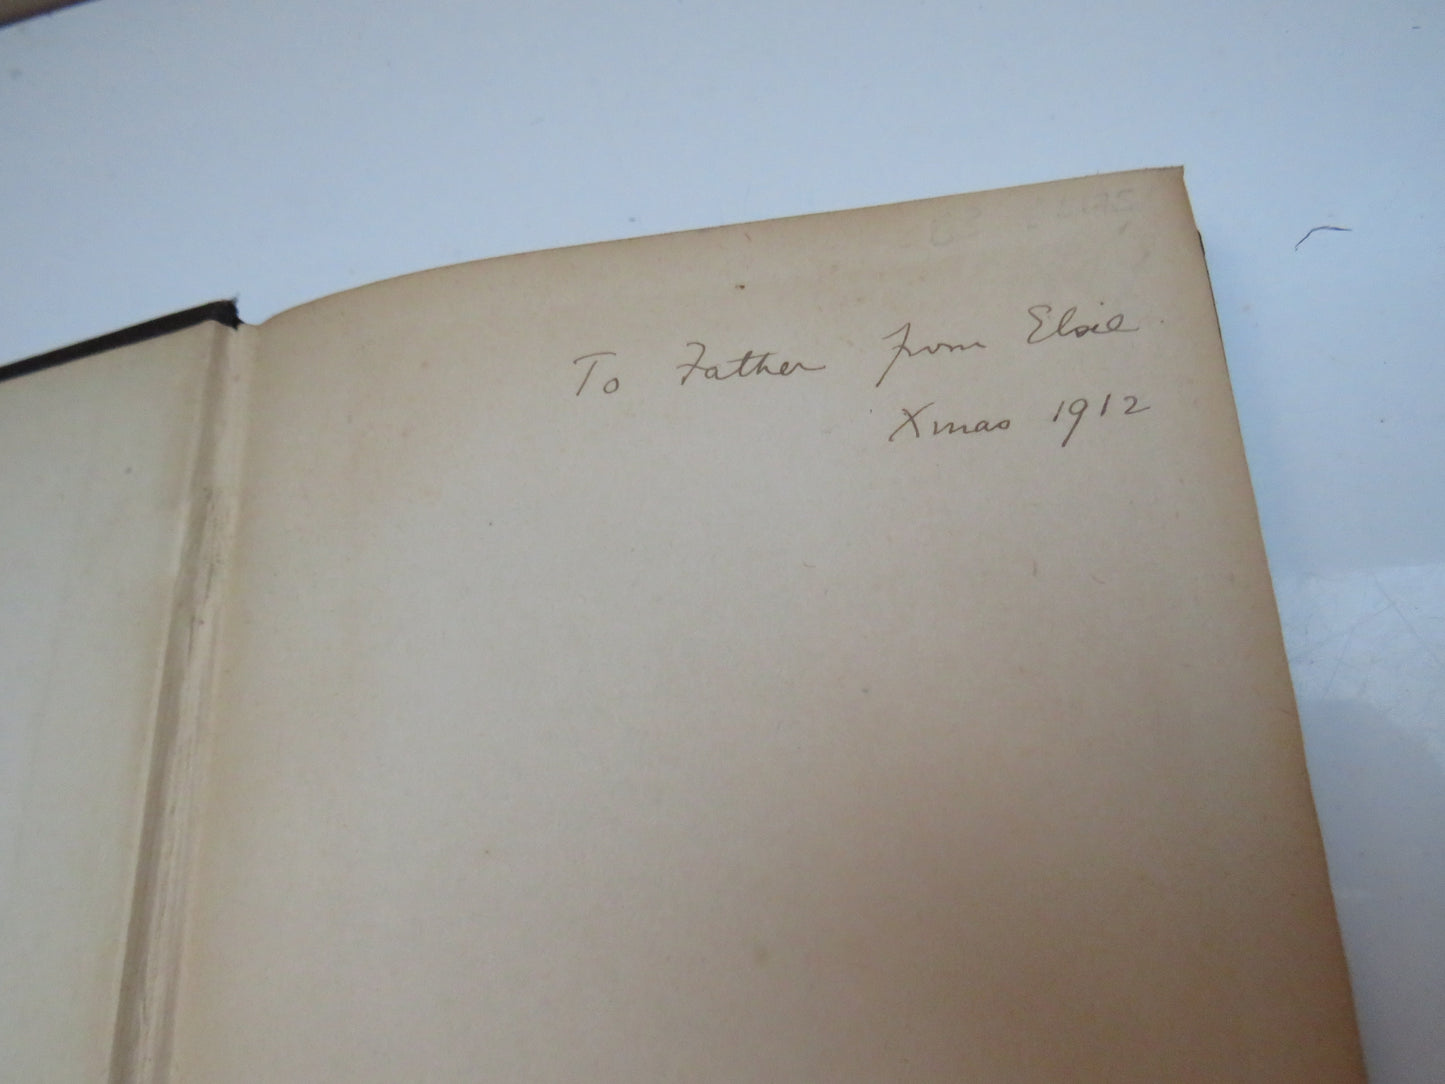 To Father from Elsie
Xmas 1912